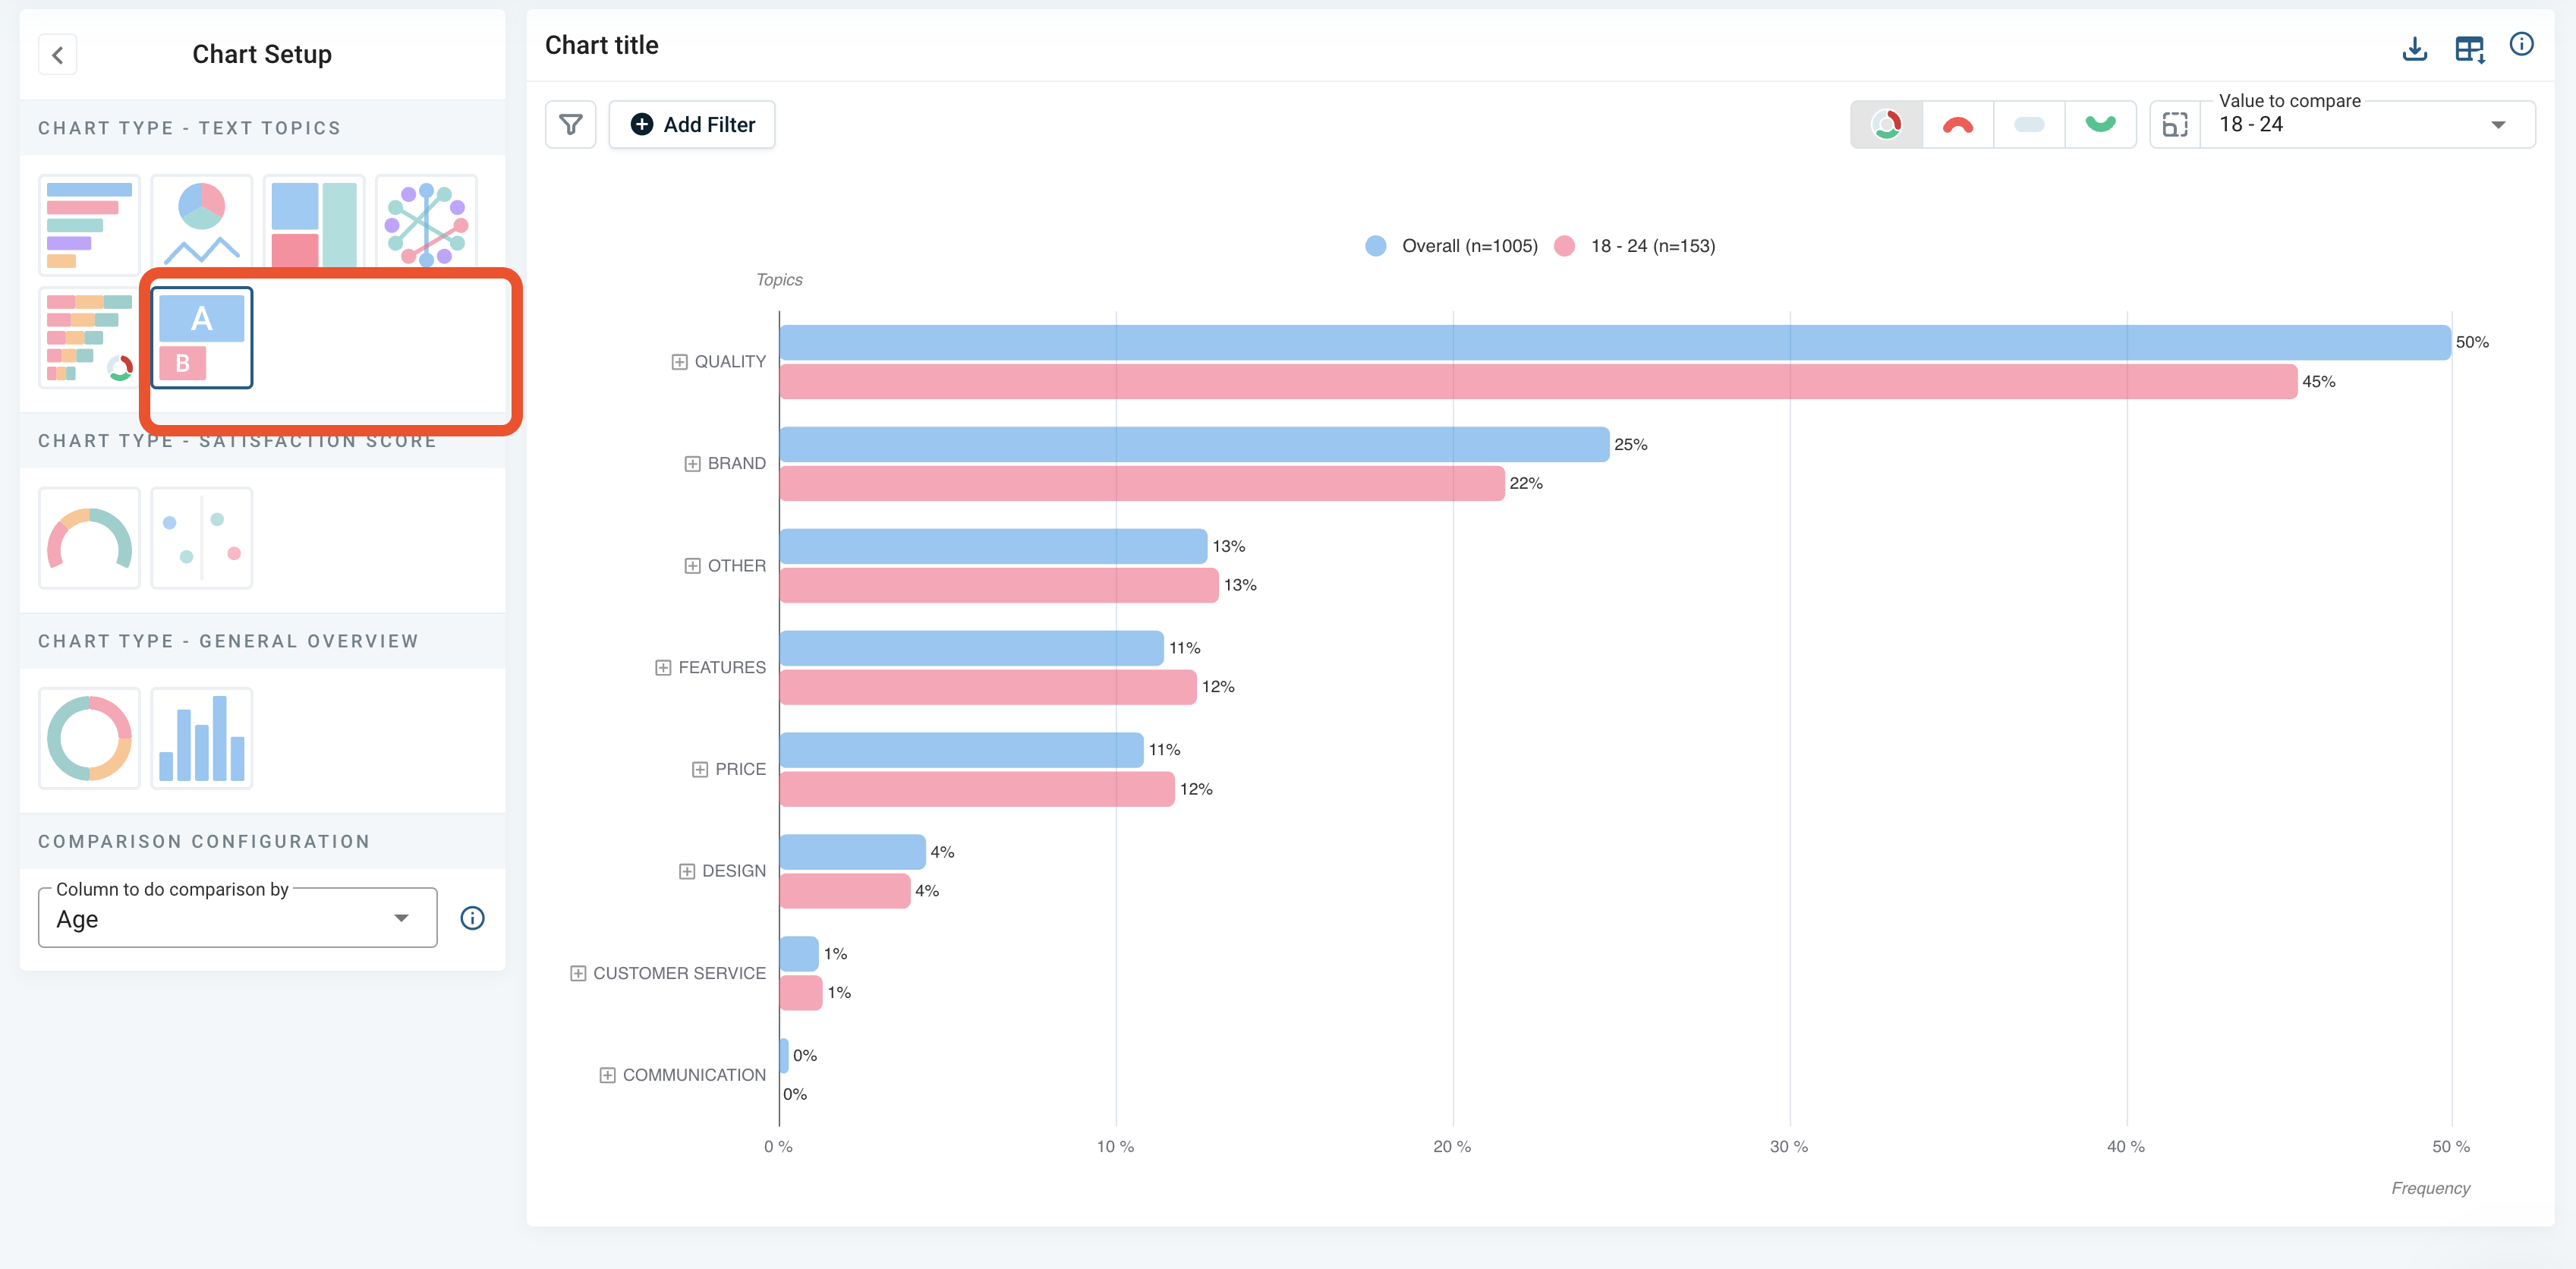 Chart Setup
CHART TYPE - TEXT TOPICS
A
B
CHART TYPE - SATISFACTION SCORE
CHART TYPE - GENERAL OVERVIEW
COMPARISON CONFIGURATION
Column to do comparison by
Age
Chart title
Add Filter
Value to compare
18 - 24
Overall (n=1005)
18 - 24 (n=153)
Topics
QUALITY
50%
45%
BRAND
25%
22%
OTHER
13%
13%
FEATURES
11%
12%
PRICE
11%
12%
DESIGN
4%
4%
CUSTOMER SERVICE
1%
1%
COMMUNICATION
0%
0%
0 %
10 %
20 %
30 %
40 %
50 %
Frequency